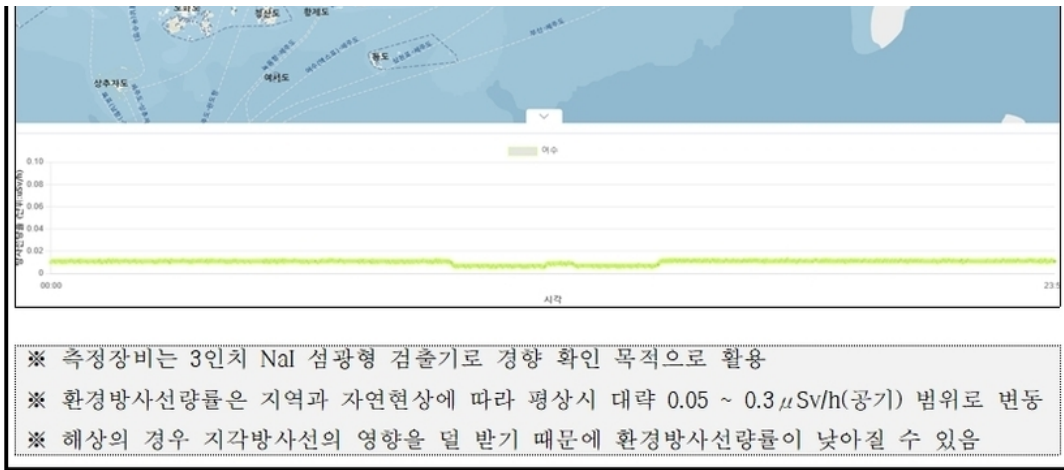 청산도
황제도
여서도
상추자도
부산-제주도
여수
0.10
0.08
0.06
0.04
0.02
0
00:00
시각
※ 측정장비는 3인치 NaI 섬광형 검출기로 경향 확인 목적으로 활용
※ 환경방사선량률은 지역과 자연현상에 따라 평상시 대략 0.05 ~ 0.3μSv/h(공기) 범위로 변동
※ 해상의 경우 지각방사선의 영향을 덜 받기 때문에 환경방사선량률이 낮아질 수 있음